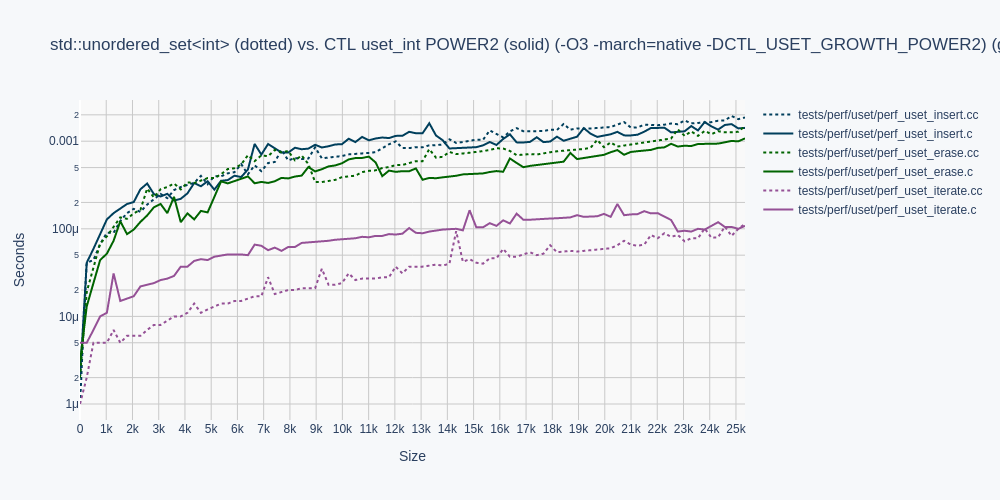 std::unordered_set<int> (dotted) vs. CTL uset_int POWER2 (solid) (-O3 -march=native -DCTL_USET_GROWTH_POWER2) (
2
0.001
5
2
100μ
5
2
10μ
5
2
1μ
Seconds
0 1k 2k 3k 4k 5k 6k 7k 8k 9k 10k 11k 12k 13k 14k 15k 16k 17k 18k 19k 20k 21k 22k 23k 24k 25k
Size
tests/perf/uset/perf_uset_insert.cc
tests/perf/uset/perf_uset_insert.c
tests/perf/uset/perf_uset_erase.cc
tests/perf/uset/perf_uset_erase.c
tests/perf/uset/perf_uset_iterate.cc
tests/perf/uset/perf_uset_iterate.c